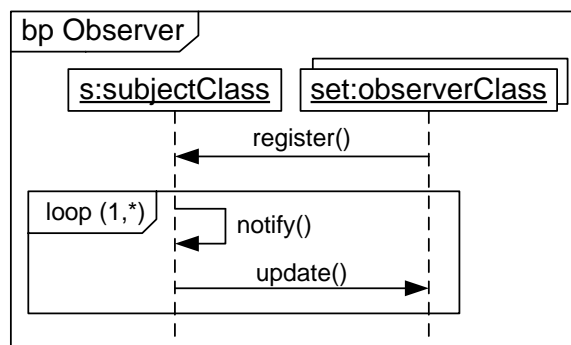 bp Observer
s:subjectClass
set:observerClass
register()
loop (1,*)
notify()
update()